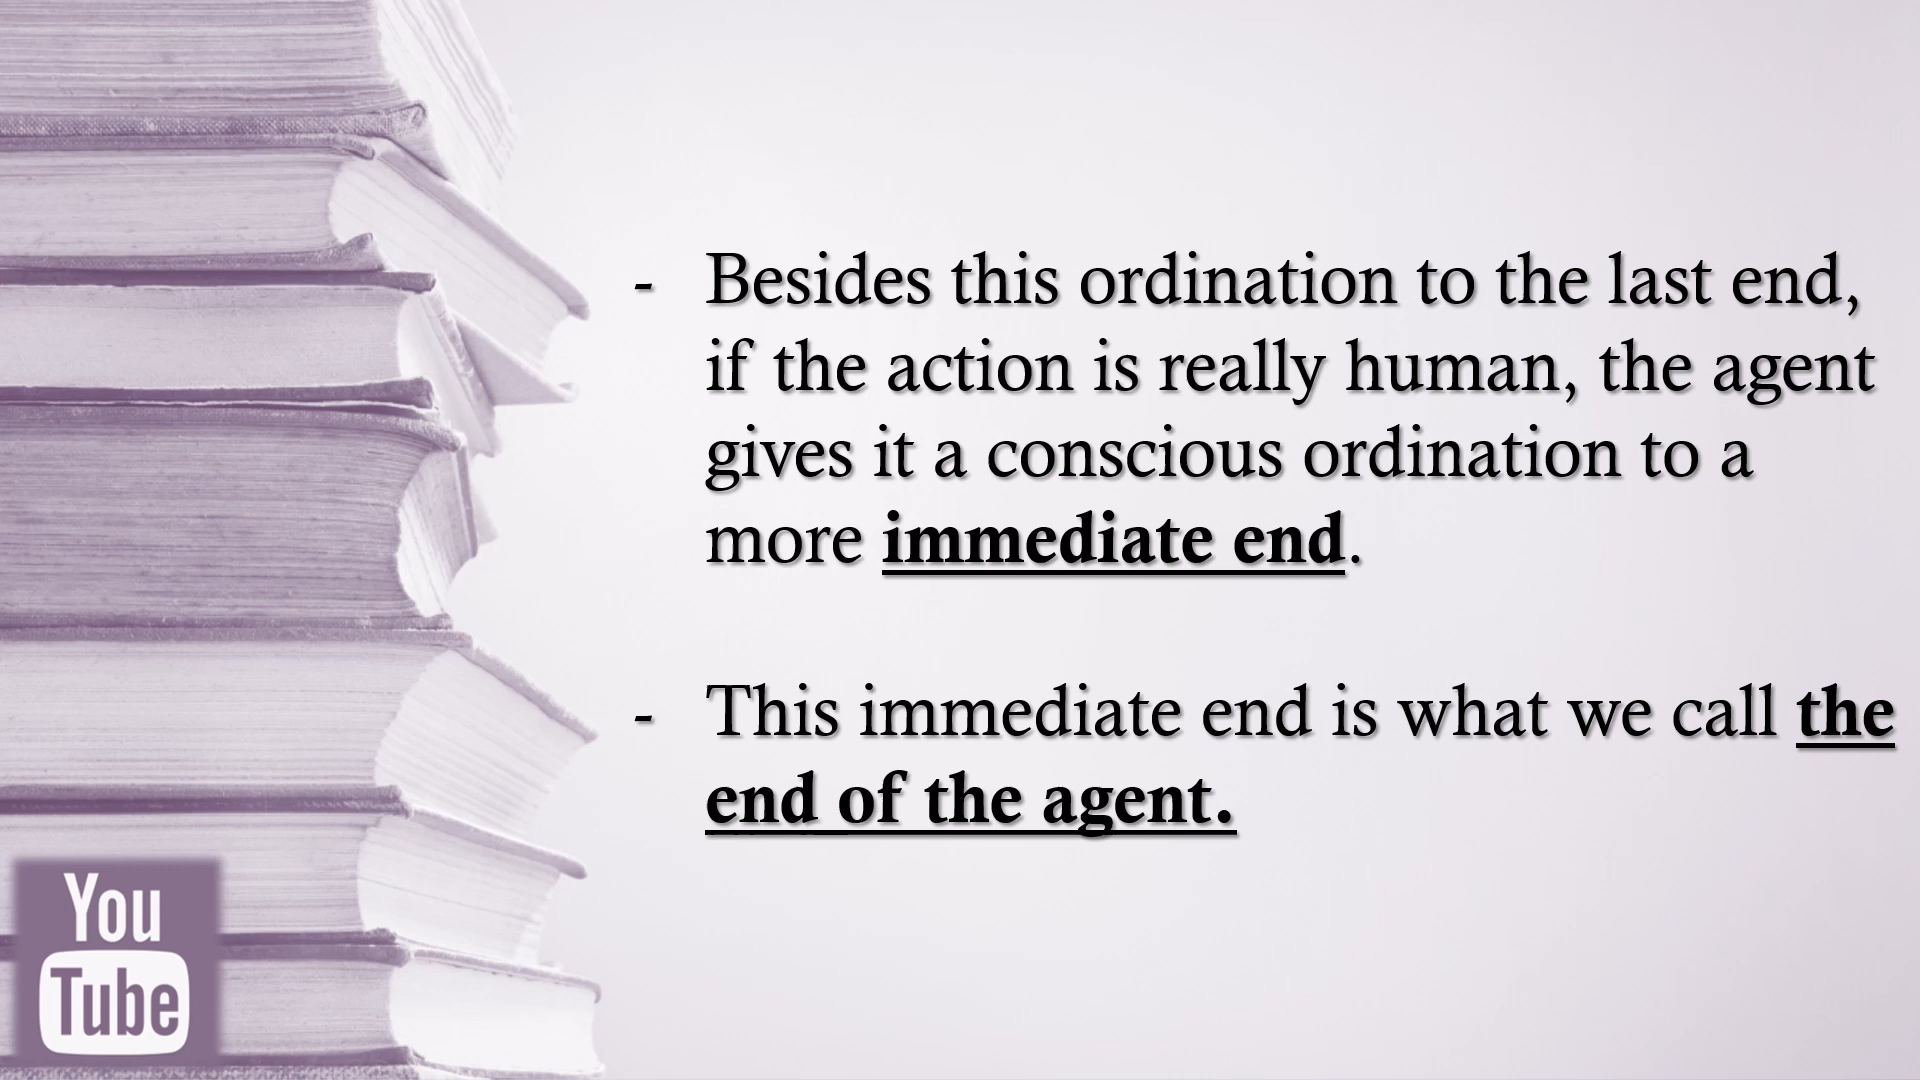 - Besides this ordination to the last end,
if the action is really human, the agent
gives it a conscious ordination to a
more immediate end.
- This immediate end is what we call the
end of the agent.
You
Tube